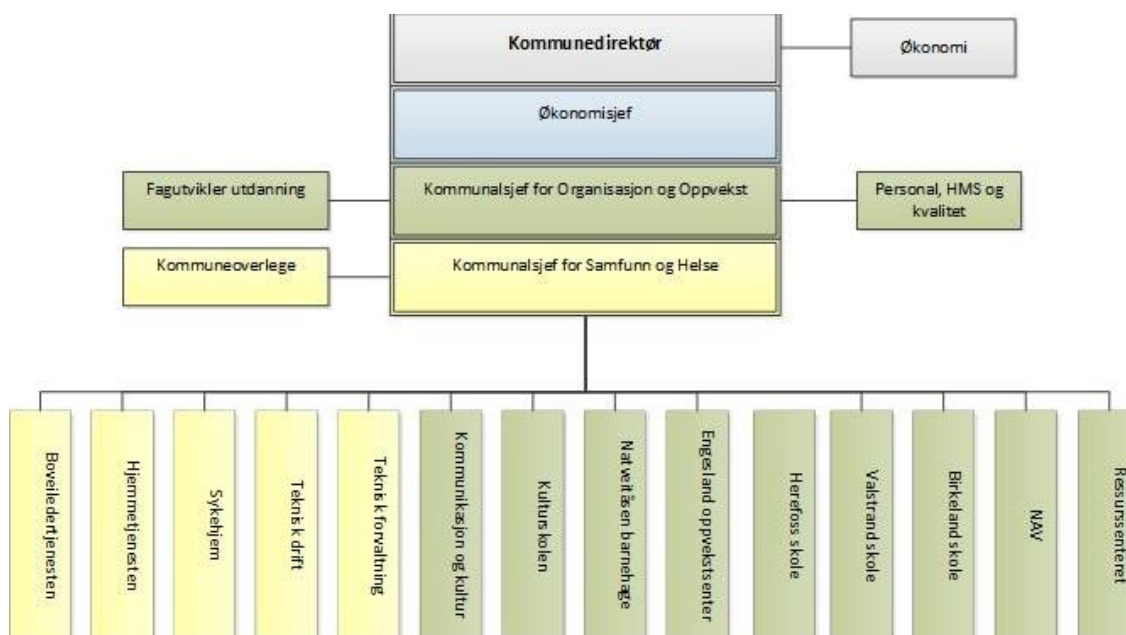 Kommunedirektør
Økonomi
Økonomisjef
Fagutvikler utdanning
Kommunalsjef for Organisasjon og Oppvekst
Personal, HMS og
kvalitet
Kommuneoverlege
Kommunalsjef for Samfunn og Helse
Boveiledertjenesten
Hjemmetjenesten
Sykehjem
Teknisk drift
Teknisk forvaltning
Kommunikasjon og kultur
Kulturskolen
Natveitåsen barnehage
Engesland oppvekstsenter
Herefoss skole
Valstrand skole
Birkeland skole
NAV
Ressurssenteret